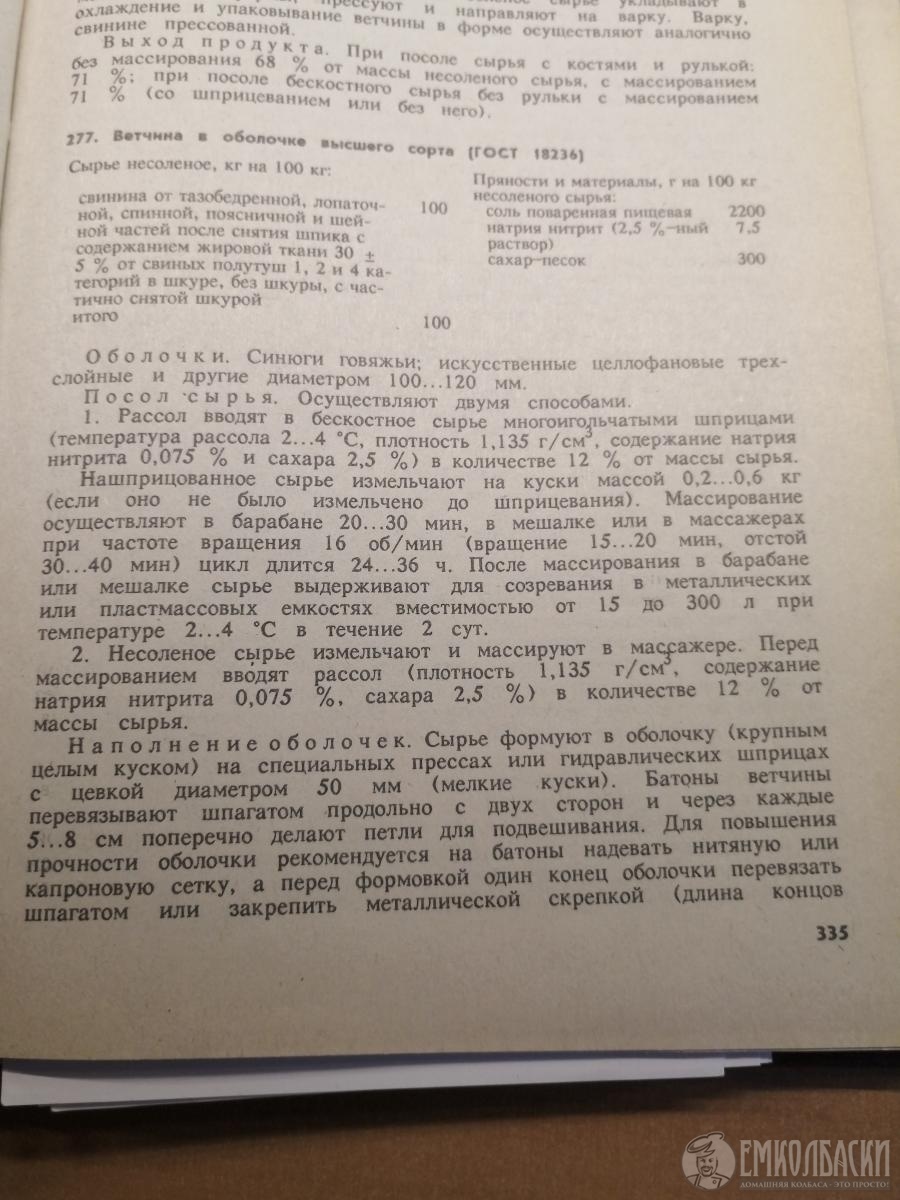 прессуют и направляют на варку. Варку,
охлаждение и упаковывание ветчины в форме осуществляют аналогично
свинине прессованной.
Выход продукта. При посоле сырья с костями и рулькой:
без массирования 68 % от массы несоленого сырья, с массированием
71 %; при посоле бескостного сырья без рульки с массированием
71 % (со шприцеванием или без него).
277. Ветчина в оболочке высшего сорта (ГОСТ 18236)
Сырье несоленое, кг на 100 кг:
свинина от тазобедренной, лопаточ- 100
ной, спинной, поясничной и шей-
ной частей после снятия шпика с
содержанием жировой ткани 30 ±
5 % от свиных полутуш 1, 2 и 4 ка-
тегорий в шкуре, без шкуры, с час-
тично снятой шкурой
итого 100
Пряности и материалы, г на 100 кг
несоленого сырья:
соль поваренная пищевая 2200
натрия нитрит (2,5 %-ный 7,5
раствор)
сахар-песок 300
Оболочки. Синюги говяжьи; искусственные целлофановые трех-
слойные и другие диаметром 100...120 мм.
Посол сырья. Осуществляют двумя способами.
1. Рассол вводят в бескостное сырье многоигольчатыми шприцами
(температура рассола 2...4 °С, плотность 1,135 г/см³, содержание натрия
нитрита 0,075 % и сахара 2,5 %) в количестве 12 % от массы сырья.
Нашприцованное сырье измельчают на куски массой 0,2...0,6 кг
(если оно не было измельчено до шприцевания). Массирование
осуществляют в барабане 20...30 мин, в мешалке или в массажерах
при частоте вращения 16 об/мин (вращение 15...20 мин, отстой
30...40 мин) цикл длится 24...36 ч. После массирования в барабане
или мешалке сырье выдерживают для созревания в металлических
или пластмассовых емкостях вместимостью от 15 до 300 л при
температуре 2...4 °С в течение 2 сут.
2. Несоленое сырье измельчают и массируют в массажере. Перед
массированием вводят рассол (плотность 1,135 г/см³, содержание
натрия нитрита 0,075 %, сахара 2,5 %) в количестве 12 % от
массы сырья.
Наполнение оболочек. Сырье формуют в оболочку (крупным
целым куском) на специальных прессах или гидравлических шприцах
с цевкой диаметром 50 мм (мелкие куски). Батоны ветчины
перевязывают шпагатом продольно с двух сторон и через каждые
5...8 см поперечно делают петли для подвешивания. Для повышения
прочности оболочки рекомендуется на батоны надевать нитяную или
капроновую сетку, а перед формовкой один конец оболочки перевязать
шпагатом или закрепить металлической скрепкой (длина концов
335
ЕМКОЛБАСКИ
ДОМАШНЯЯ КОЛБАСА - ЭТО ПРОСТО!